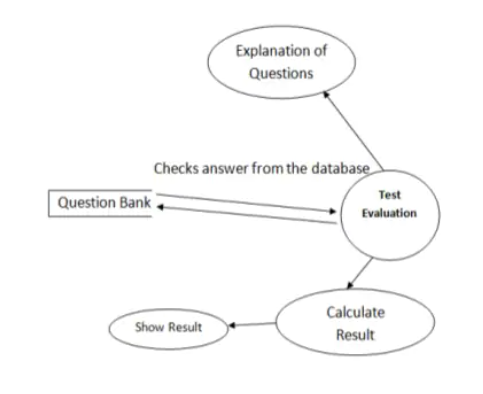 Explanation of
Questions
Checks answer from the database
Question Bank
Test
Evaluation
Calculate
Result
Show Result